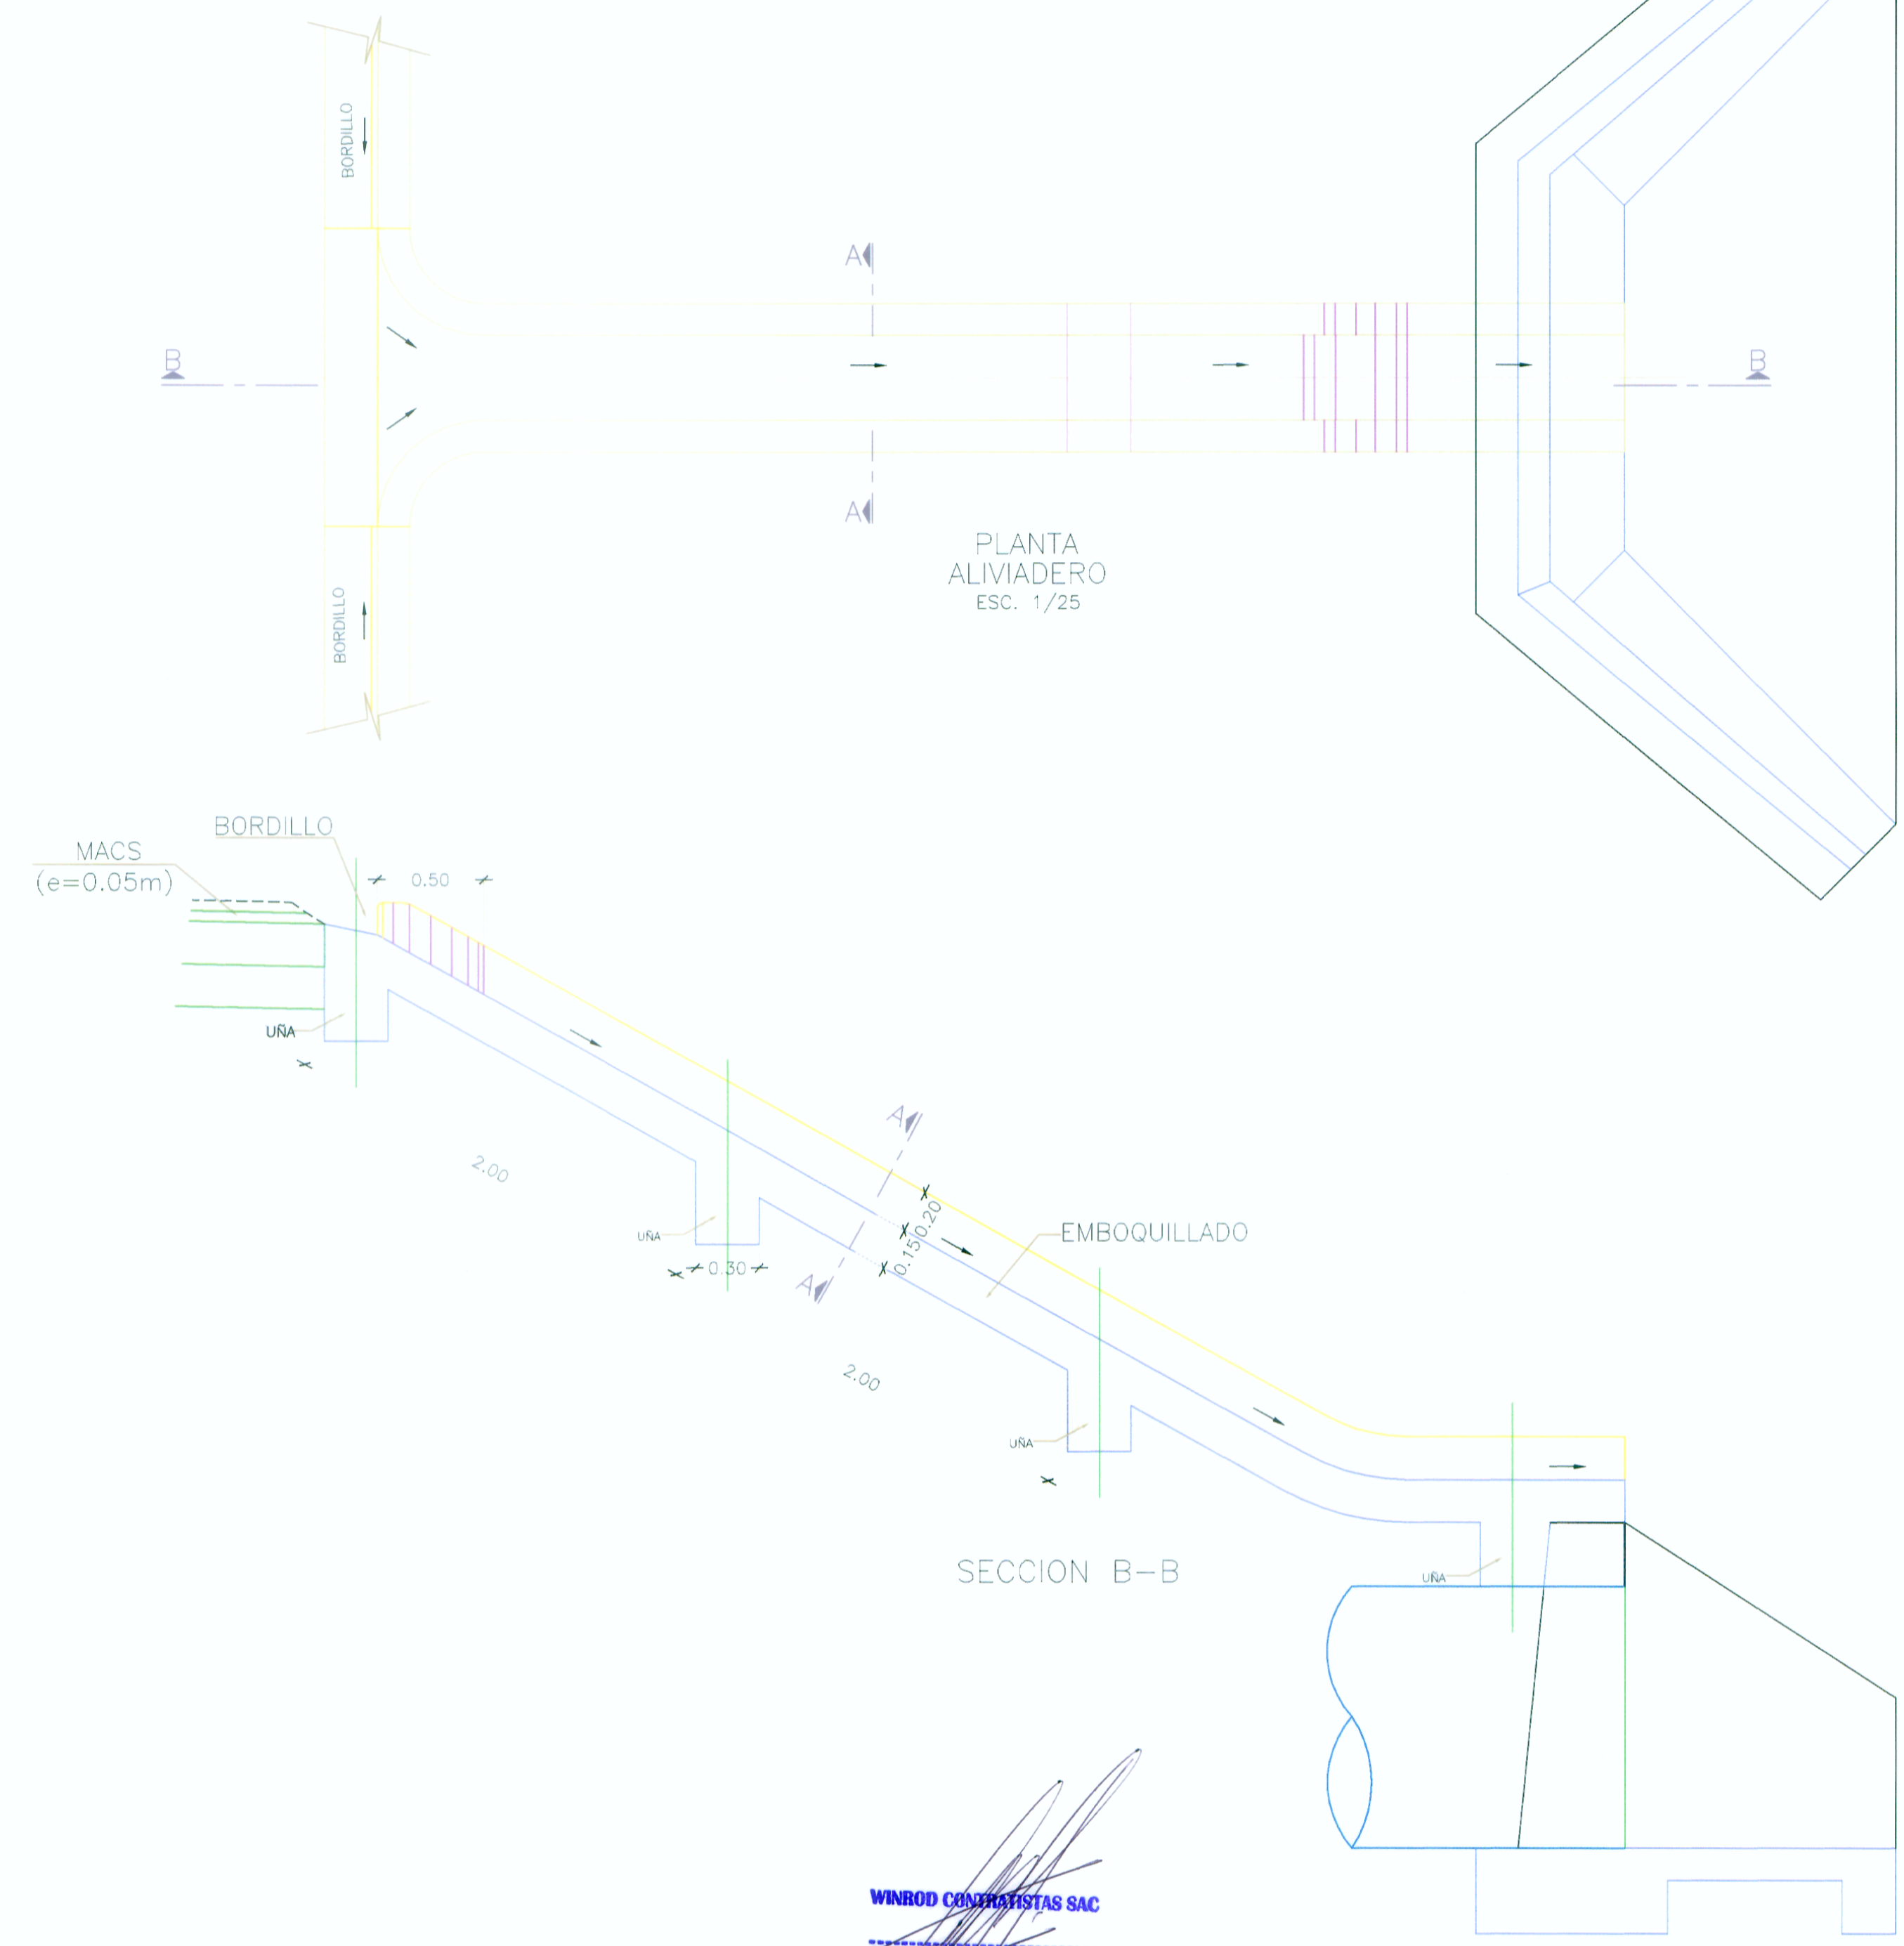 BORDILLO
A
B
B
A
PLANTA
ALIVIADERO
ESC. 1/25
BORDILLO
BORDILLO
MACS
(e=0.05m)
0.50
UÑA
A
2.00
0.20
0.15
EMBOQUILLADO
UÑA
0.30
A
2.00
UÑA
SECCION B-B
UÑA
WINROD CONTRATISTAS SAC